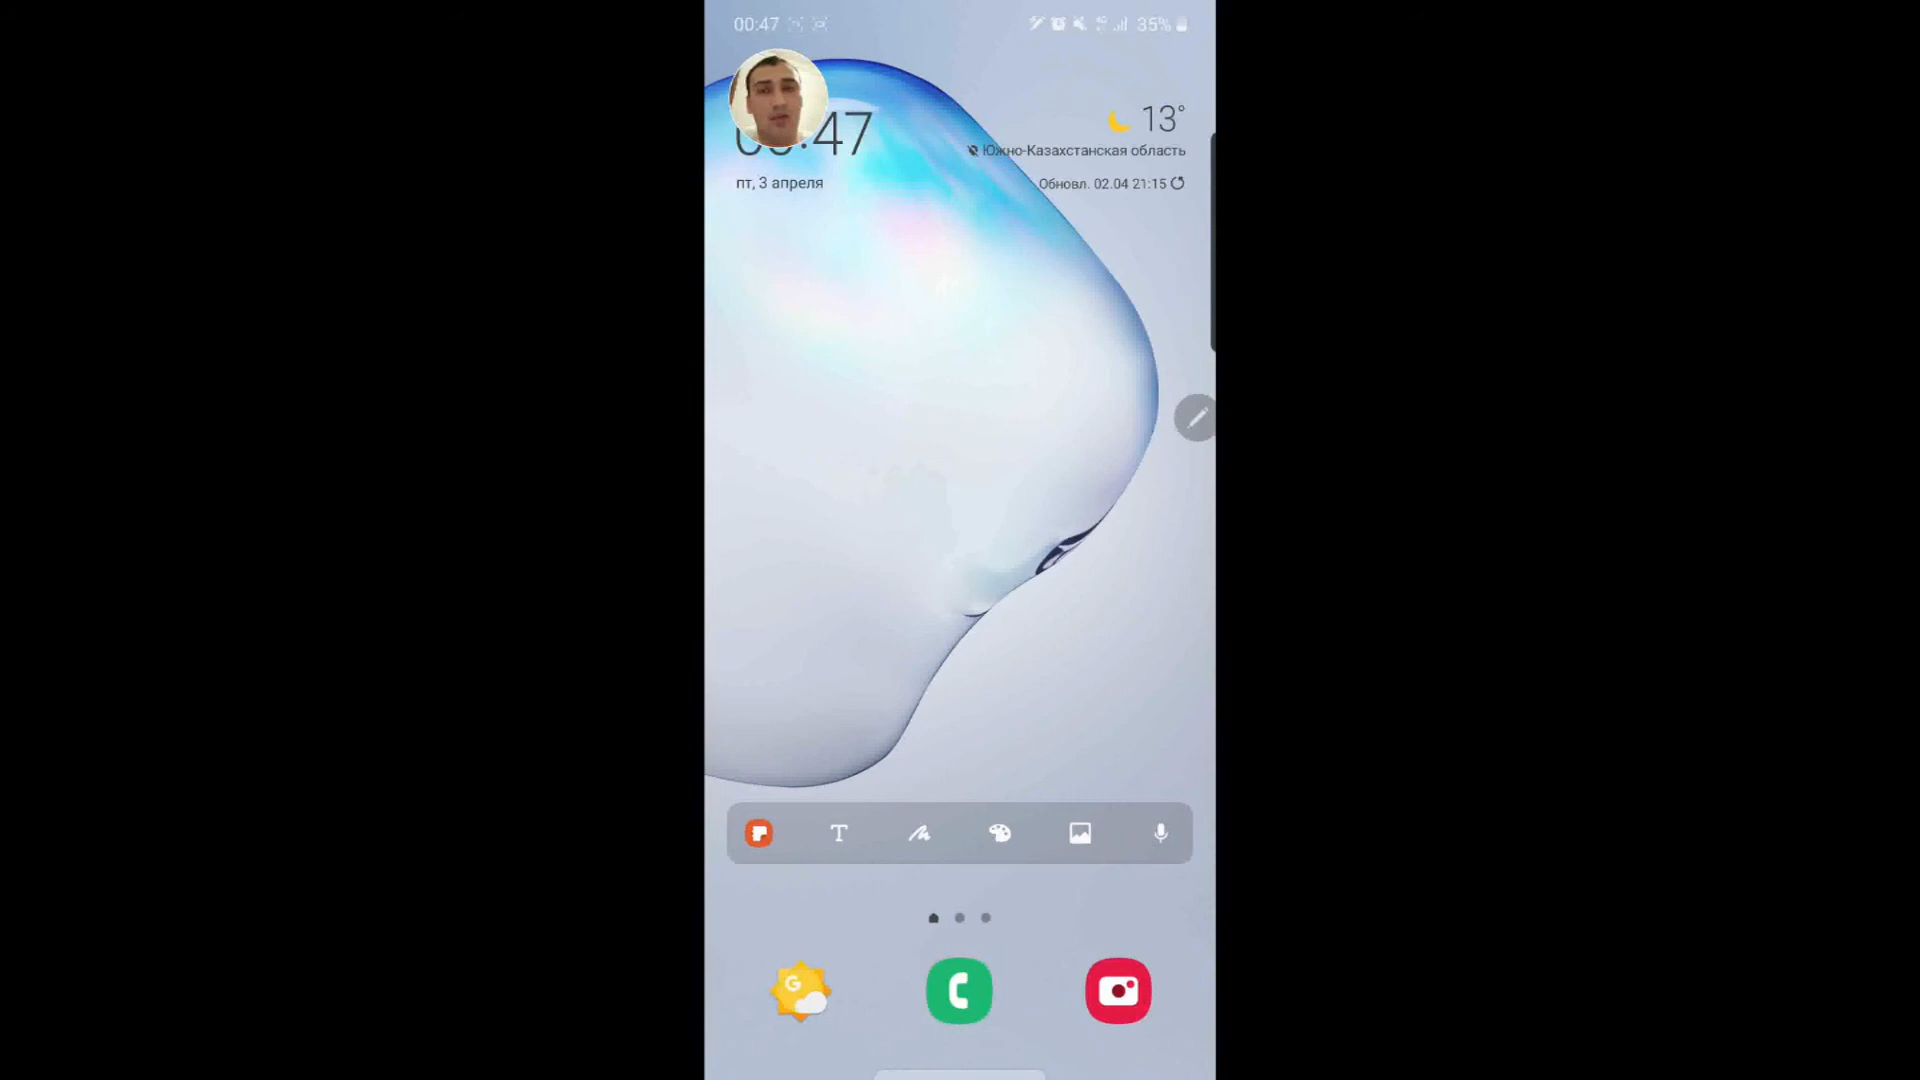 00:47
35%
:47
13°
Южно-Казахстанская область
пт, 3 апреля
Обновл. 02.04 21:15
T
G